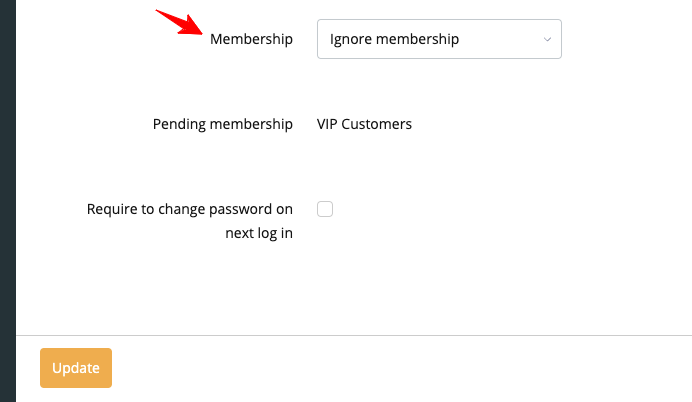 Membership Ignore membership
Pending membership VIP Customers
Require to change password on
next log in
Update